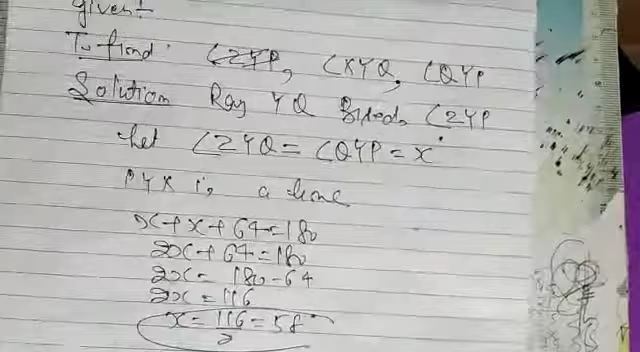 given:-
To find: ∠ZYP, ∠XYQ, ∠QYP
Solution Ray YQ Bisects ∠ZYP
Let ∠ZYQ = ∠QYP = x
PYX is a line
x + x + 64 = 180
2x + 64 = 180
2x = 180 - 64
2x = 116
x = 116/2 = 58°